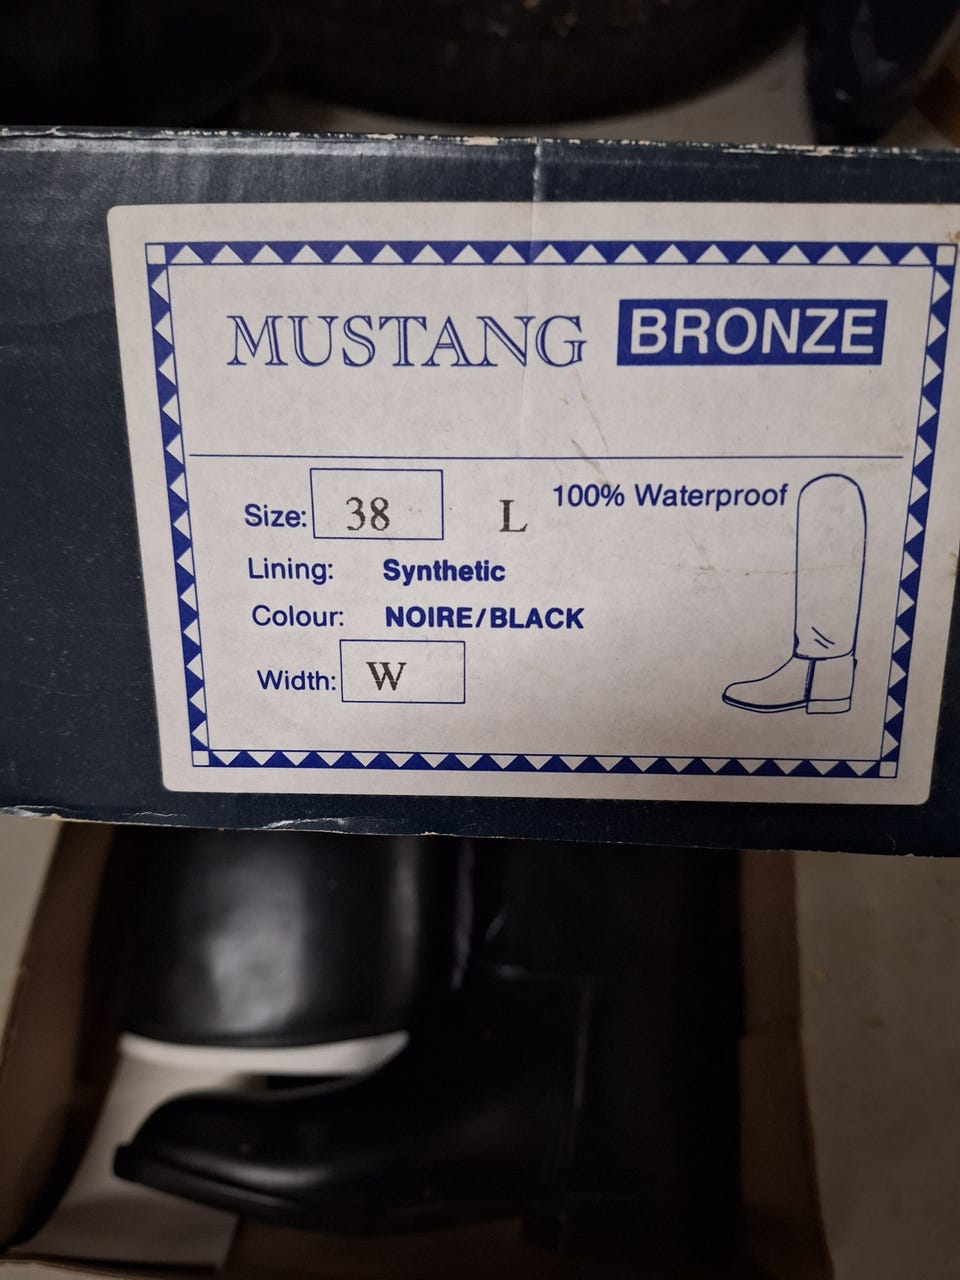 MUSTANG BRONZE
Size: 38 L 100% Waterproof
Lining: Synthetic
Colour: NOIRE/BLACK
Width: W